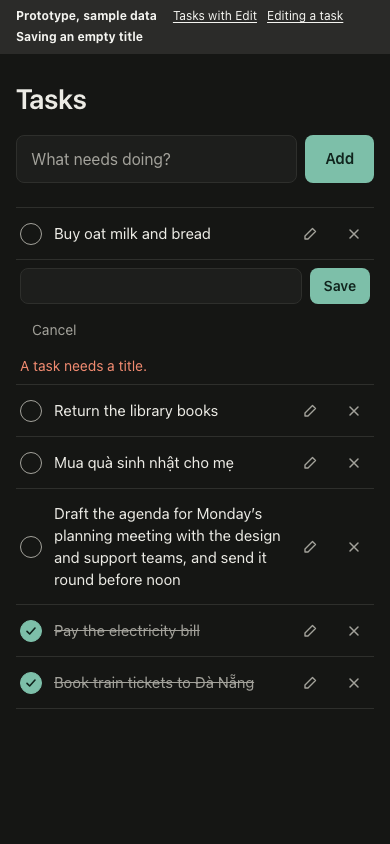 Prototype, sample data Tasks with Edit Editing a task
Saving an empty title
Tasks
What needs doing? Add
Buy oat milk and bread
Save
Cancel
A task needs a title.
Return the library books
Mua quà sinh nhật cho mẹ
Draft the agenda for Monday’s
planning meeting with the design
and support teams, and send it
round before noon
Pay the electricity bill
Book train tickets to Đà Nẵng